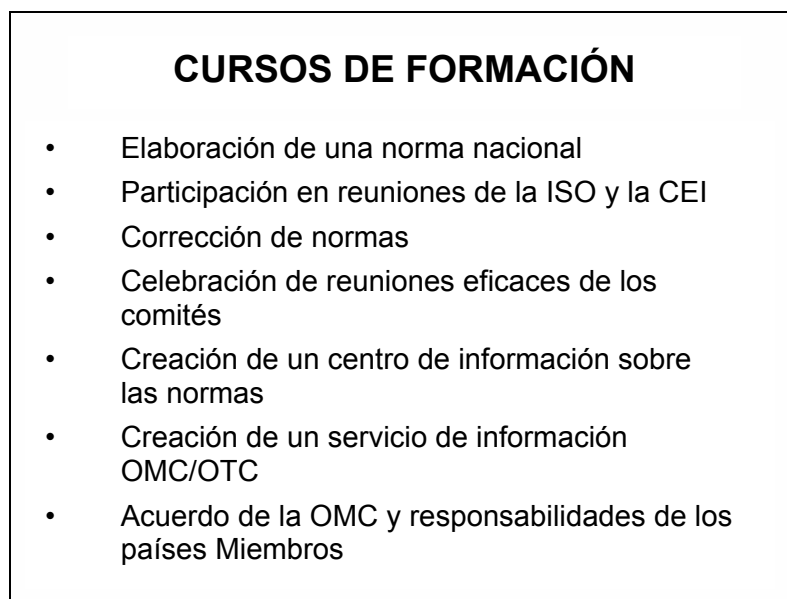 CURSOS DE FORMACIÓN
• Elaboración de una norma nacional
• Participación en reuniones de la ISO y la CEI
• Corrección de normas
• Celebración de reuniones eficaces de los
comités
• Creación de un centro de información sobre
las normas
• Creación de un servicio de información
OMC/OTC
• Acuerdo de la OMC y responsabilidades de los
países Miembros